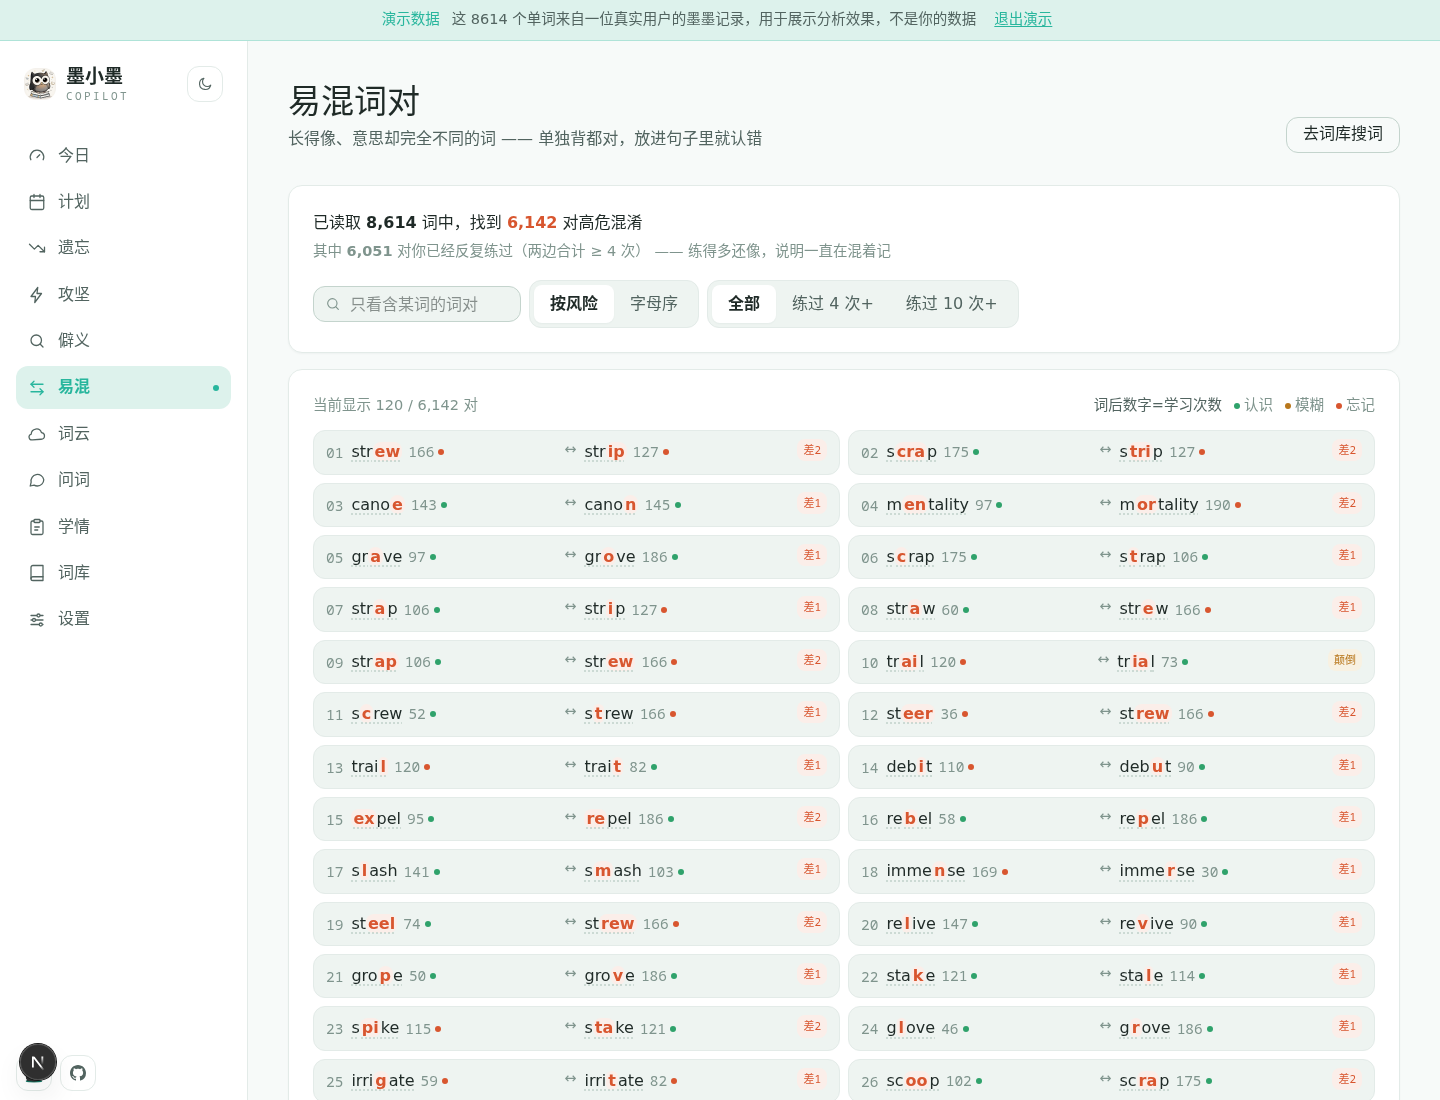 演示数据 这 8614 个单词来自一位真实用户的墨墨记录，用于展示分析效果，不是你的数据 退出演示
墨小墨
COPILOT
今日
计划
遗忘
攻坚
僻义
易混
词云
问词
学情
词库
设置
N
易混词对
长得像、意思却完全不同的词 —— 单独背都对，放进句子里就认错
去词库搜词
已读取 8,614 词中，找到 6,142 对高危混淆
其中 6,051 对你已经反复练过（两边合计 ≥ 4 次） —— 练得多还像，说明一直在混着记
只看含某词的词对 按风险 字母序 全部 练过 4 次+ 练过 10 次+
当前显示 120 / 6,142 对 词后数字=学习次数 认识 模糊 忘记
01 strew 166 ↔ strip 127 差2
02 scrap 175 ↔ strip 127 差2
03 canoe 143 ↔ canon 145 差1
04 mentality 97 ↔ mortality 190 差2
05 grave 97 ↔ grove 186 差1
06 scrap 175 ↔ strap 106 差1
07 strap 106 ↔ strip 127 差1
08 straw 60 ↔ strew 166 差1
09 strap 106 ↔ strew 166 差2
10 trail 120 ↔ trial 73 颠倒
11 screw 52 ↔ strew 166 差1
12 steer 36 ↔ strew 166 差2
13 trail 120 ↔ trait 82 差1
14 debit 110 ↔ debut 90 差1
15 expel 95 ↔ repel 186 差2
16 rebel 58 ↔ repel 186 差1
17 slash 141 ↔ smash 103 差1
18 immense 169 ↔ immerse 30 差1
19 steel 74 ↔ strew 166 差2
20 relive 147 ↔ revive 90 差1
21 grope 50 ↔ grove 186 差1
22 stake 121 ↔ stale 114 差1
23 spike 115 ↔ stake 121 差2
24 glove 46 ↔ grove 186 差1
25 irrigate 59 ↔ irritate 82 差1
26 scoop 102 ↔ scrap 175 差2